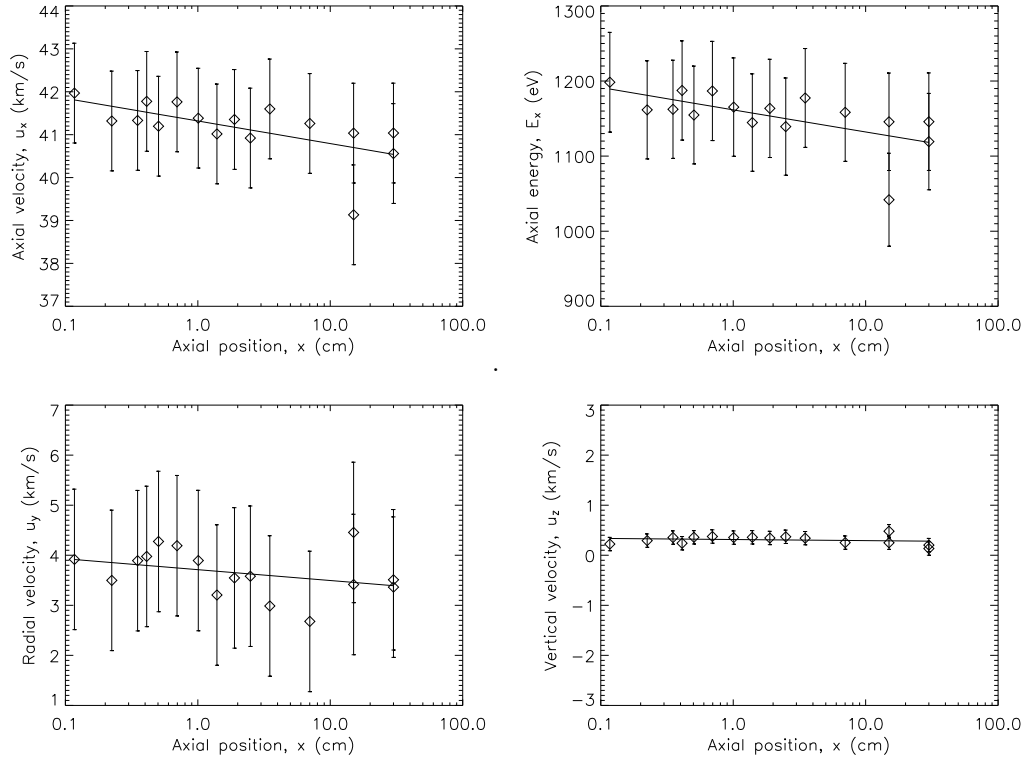 44
43
42
41
40
39
38
37
0.1 1.0 10.0 100.0
Axial position, x (cm)
Axial velocity, u_x (km/s)
1300
1200
1100
1000
900
0.1 1.0 10.0 100.0
Axial position, x (cm)
Axial energy, E_x (eV)
7
6
5
4
3
2
1
0.1 1.0 10.0 100.0
Axial position, x (cm)
Radial velocity, u_y (km/s)
3
2
1
0
−1
−2
−3
0.1 1.0 10.0 100.0
Axial position, x (cm)
Vertical velocity, u_z (km/s)